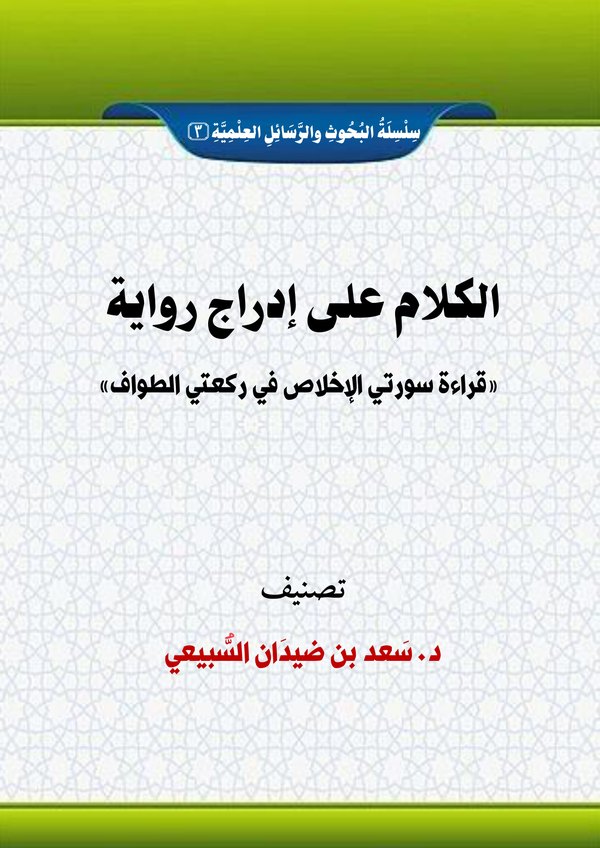 سِلْسِلَةُ البُحُوثِ والرَّسَائِلِ العِلْمِيَّةِ [٣]
الكلام على إدراج رواية
«قراءة سورتي الإخلاص في ركعتي الطواف»
تصنيف
د. سَعد بن ضيدَان السُّبيعي